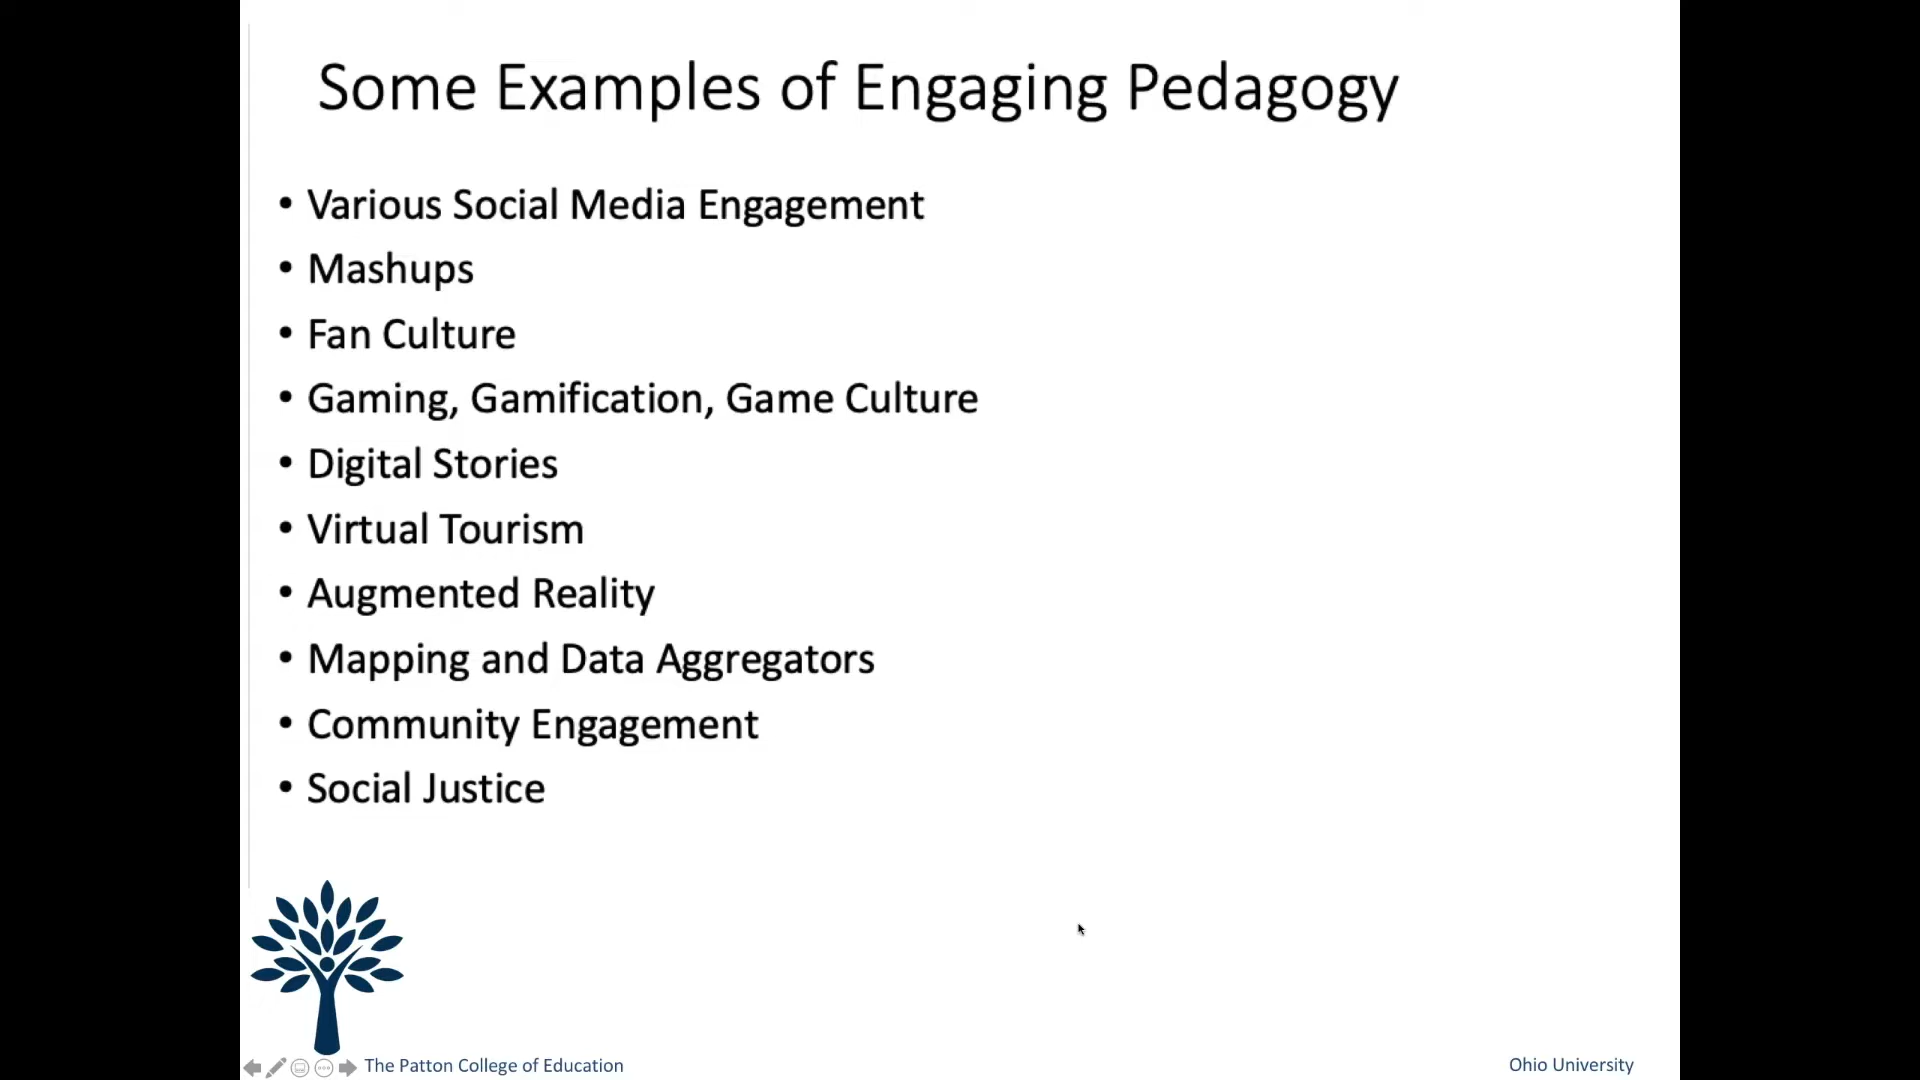 Some Examples of Engaging Pedagogy
• Various Social Media Engagement
• Mashups
• Fan Culture
• Gaming, Gamification, Game Culture
• Digital Stories
• Virtual Tourism
• Augmented Reality
• Mapping and Data Aggregators
• Community Engagement
• Social Justice
The Patton College of Education
Ohio University